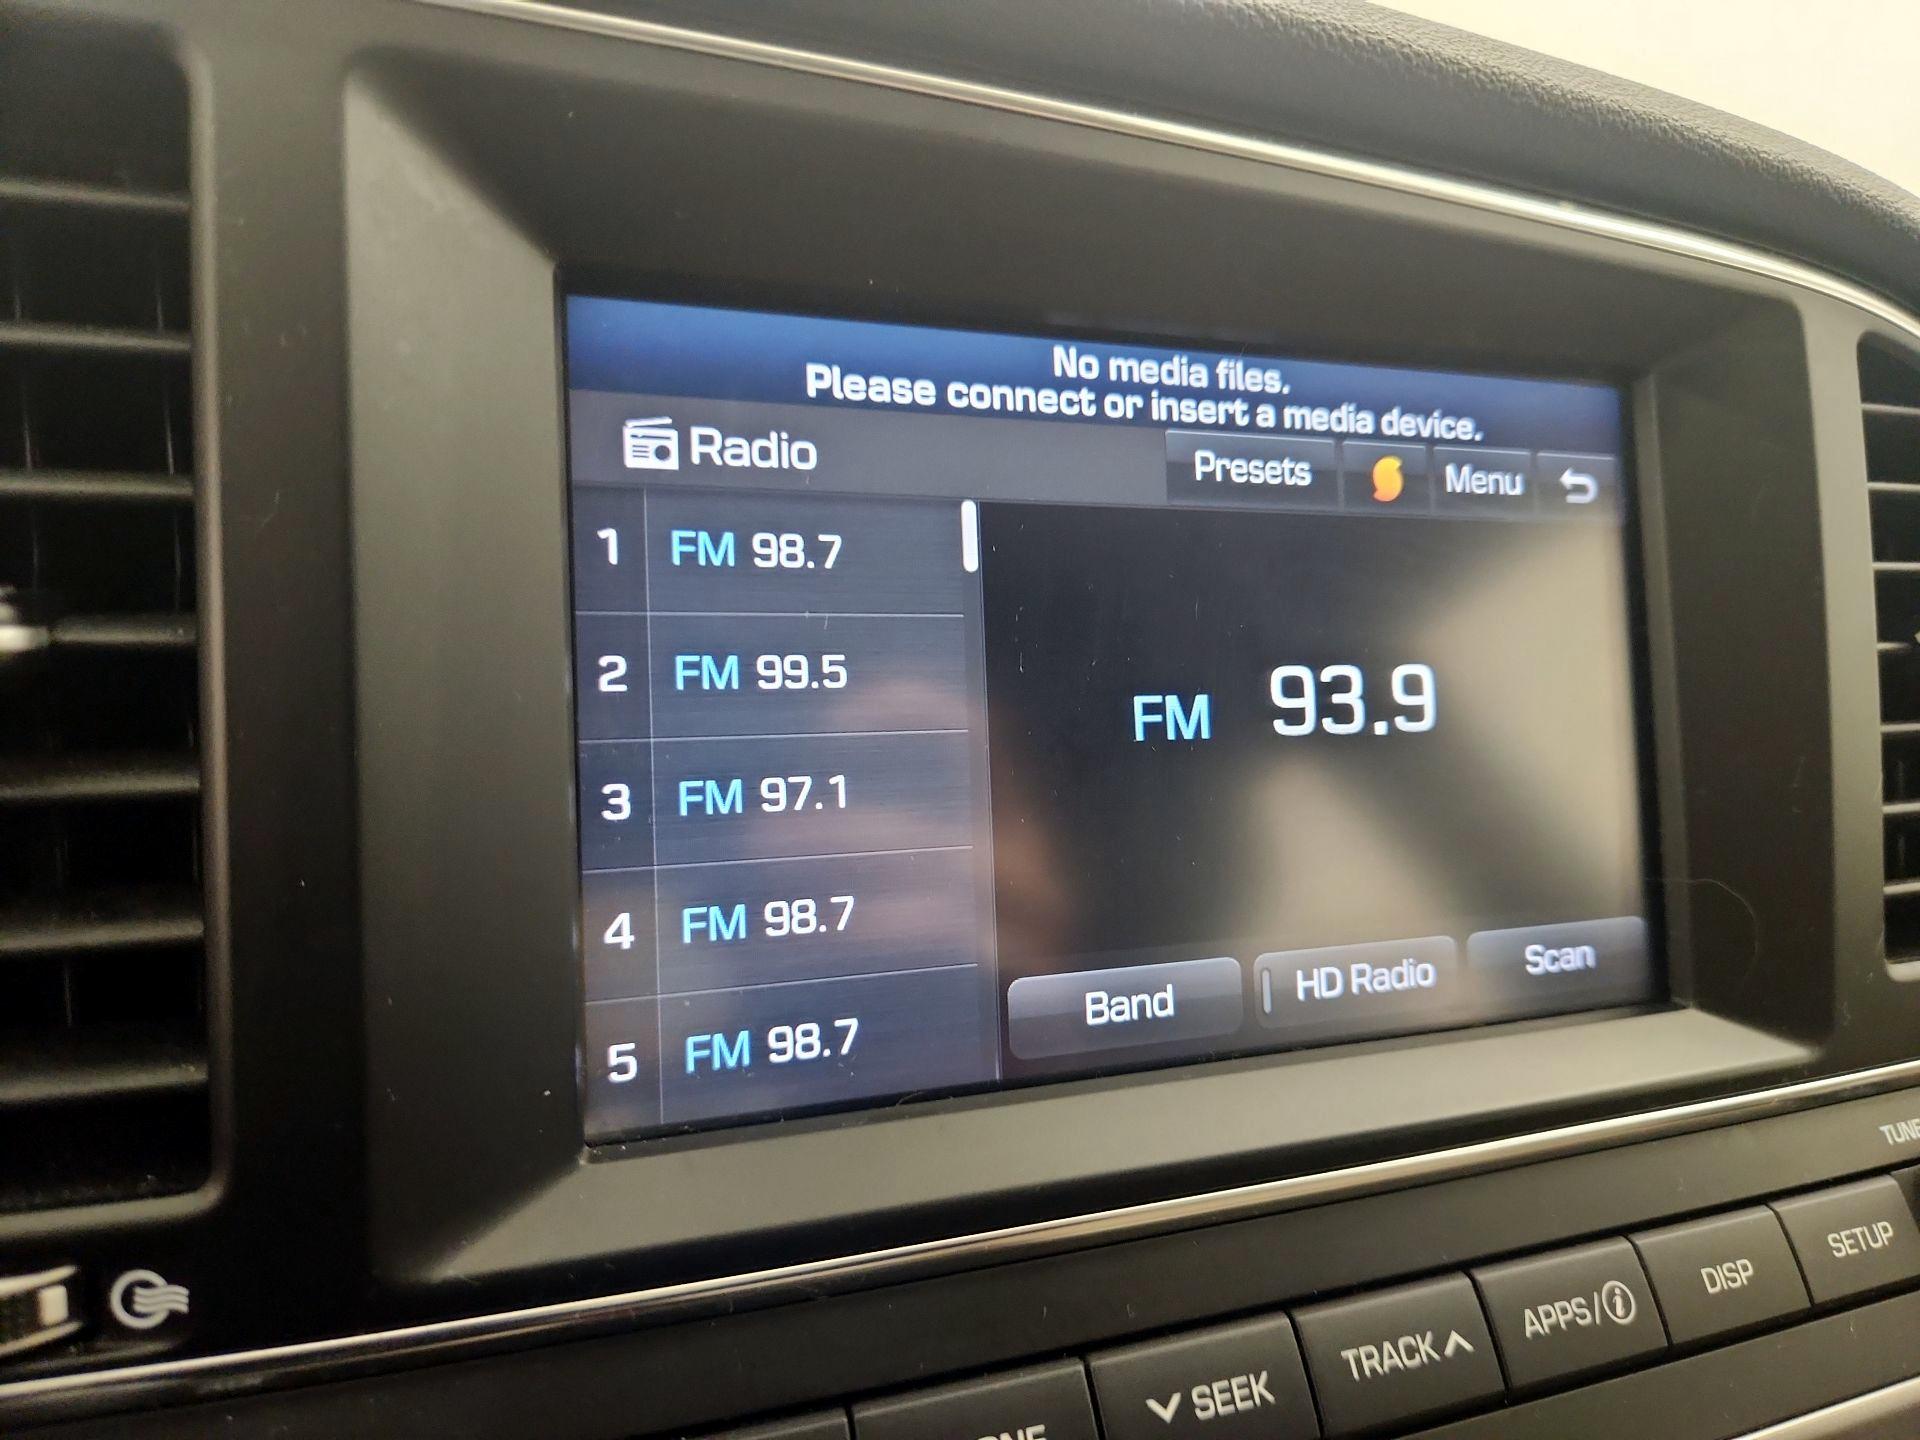 No media files.
Please connect or insert a media device.
Radio
Presets
Menu
1 FM 98.7
2 FM 99.5
3 FM 97.1
4 FM 98.7
5 FM 98.7
FM 93.9
Band
HD Radio
Scan
TUNE
SETUP
DISP
APPS/i
TRACK
SEEK